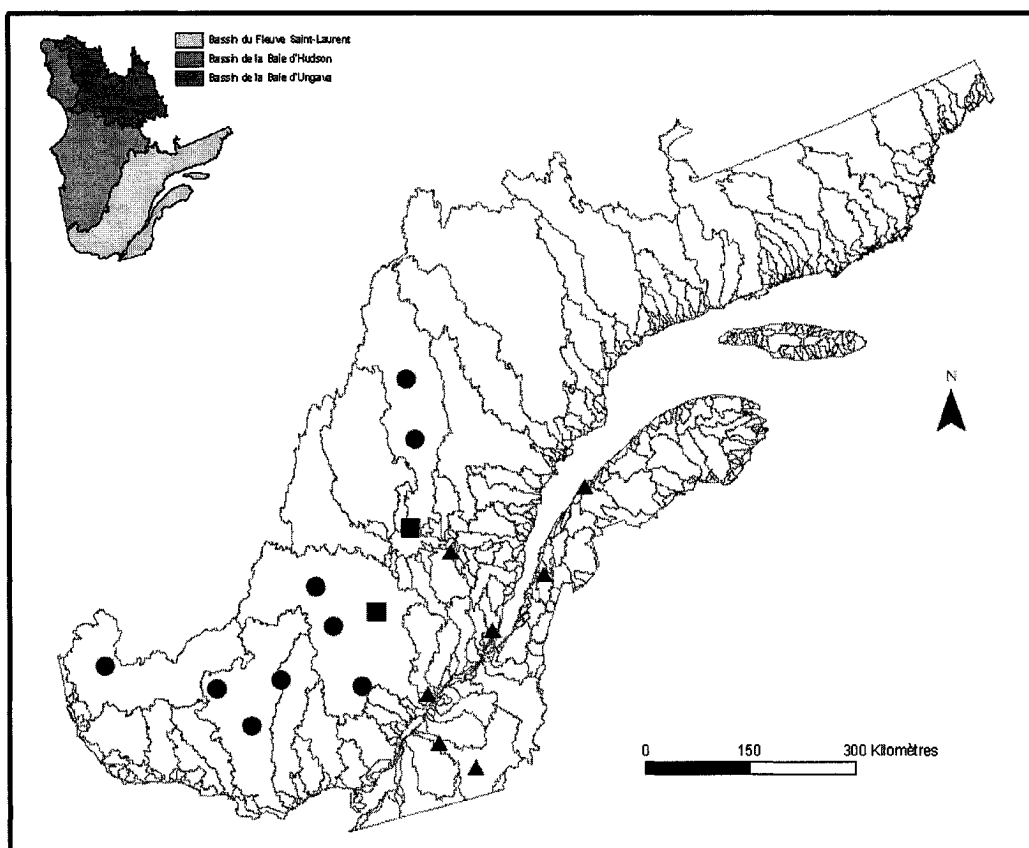 Bassin du Fleuve Saint-Laurent
Bassin de la Baie d'Hudson
Bassin de la Baie d'Ungava
N
0 150 300 Kilomètres